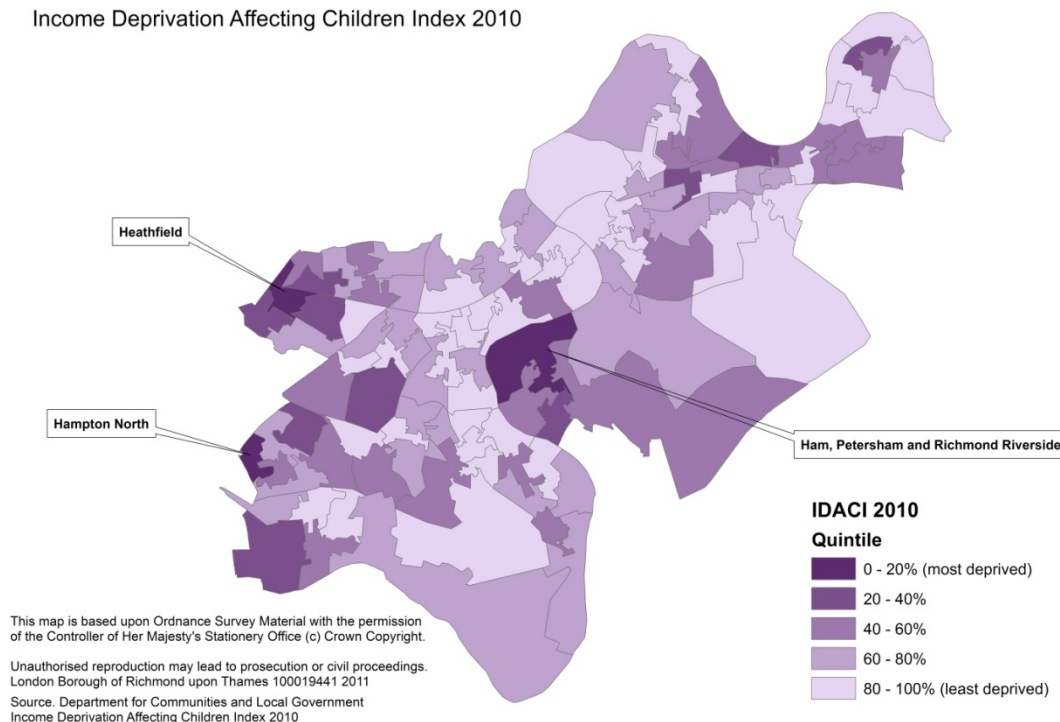 Income Deprivation Affecting Children Index 2010
Heathfield
Hampton North
Ham, Petersham and Richmond Riverside
IDACI 2010
Quintile
0 - 20% (most deprived)
20 - 40%
40 - 60%
60 - 80%
80 - 100% (least deprived)
This map is based upon Ordnance Survey Material with the permission
of the Controller of Her Majesty's Stationery Office (c) Crown Copyright.
Unauthorised reproduction may lead to prosecution or civil proceedings.
London Borough of Richmond upon Thames 100019441 2011
Source. Department for Communities and Local Government
Income Deprivation Affecting Children Index 2010